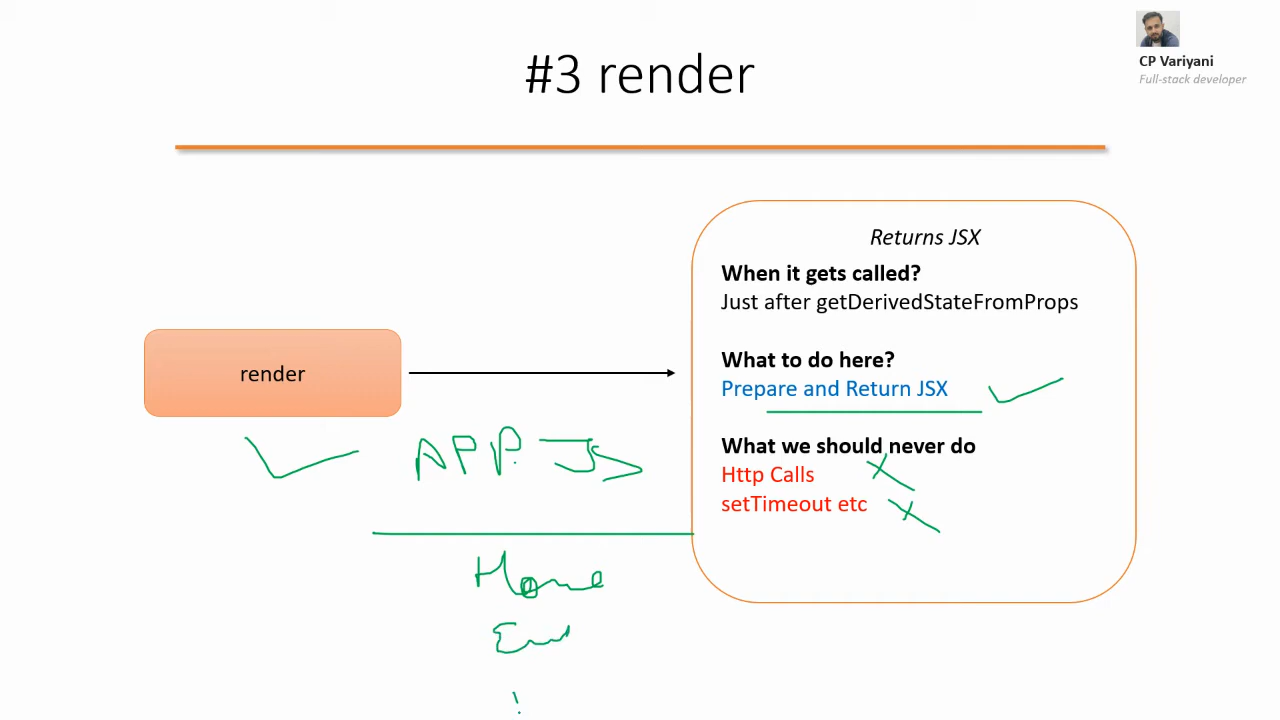 #3 render
CP Variyani
Full-stack developer
Returns JSX
When it gets called?
Just after getDerivedStateFromProps
What to do here?
Prepare and Return JSX
What we should never do
Http Calls
setTimeout etc
render
APP. JS
Home